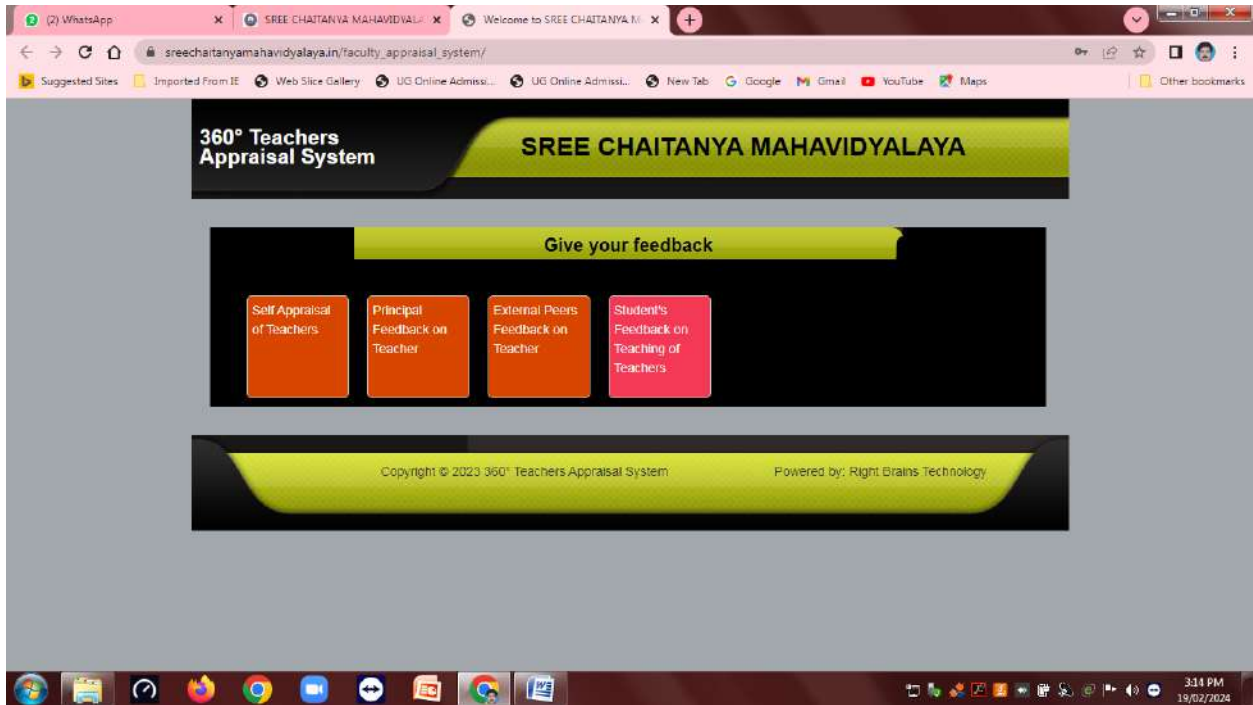 (2) WhatsApp
SREE CHAITANYA MAHAVIDYAL
Welcome to SREE CHAITANYA M
sreechaitanyamahavidyalaya.in/faculty_appraisal_system/
Suggested Sites
Imported From IE
Web Slice Gallery
UG Online Admissi...
UG Online Admissi...
New Tab
Google
Gmail
YouTube
Maps
Other bookmarks
360° Teachers
Appraisal System
SREE CHAITANYA MAHAVIDYALAYA
Give your feedback
Self Appraisal
of Teachers
Principal
Feedback on
Teacher
External Peers
Feedback on
Teacher
Student's
Feedback on
Teaching of
Teachers
Copyright © 2023 360° Teachers Appraisal System
Powered by: Right Brains Technology
3:14 PM
19/02/2024